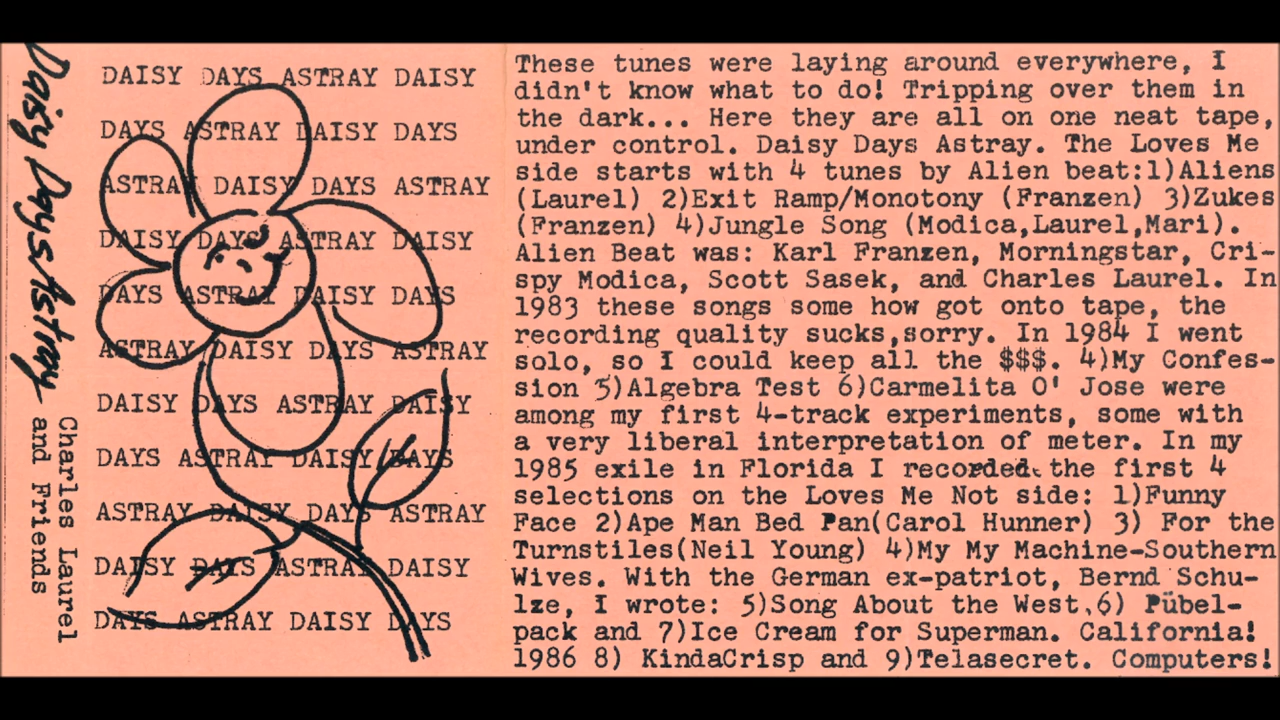 Daisy Days Astray
Charles Laurel
and Friends
DAISY DAYS ASTRAY DAISY
DAYS ASTRAY DAISY DAYS
ASTRAY DAISY DAYS ASTRAY
DAISY DAYS ASTRAY DAISY
DAYS ASTRAY DAISY DAYS
ASTRAY DAISY DAYS ASTRAY
DAISY DAYS ASTRAY DAISY
DAYS ASTRAY DAISY DAYS
ASTRAY DAISY DAYS ASTRAY
DAISY DAYS ASTRAY DAISY
DAYS ASTRAY DAISY DAYS
These tunes were laying around everywhere, I
didn't know what to do! Tripping over them in
the dark... Here they are all on one neat tape,
under control. Daisy Days Astray. The Loves Me
side starts with 4 tunes by Alien beat:1)Aliens
(Laurel) 2)Exit Ramp/Monotony (Franzen) 3)Zukes
(Franzen) 4)Jungle Song (Modica,Laurel,Mari).
Alien Beat was: Karl Franzen, Morningstar, Cri-
spy Modica, Scott Sasek, and Charles Laurel. In
1983 these songs some how got onto tape, the
recording quality sucks,sorry. In 1984 I went
solo, so I could keep all the $$$. 4)My Confes-
sion 5)Algebra Test 6)Carmelita O' Jose were
among my first 4-track experiments, some with
a very liberal interpretation of meter. In my
1985 exile in Florida I recorded the first 4
selections on the Loves Me Not side: 1)Funny
Face 2)Ape Man Bed Pan(Carol Hunner) 3) For the
Turnstiles(Neil Young) 4)My My Machine-Southern
Wives. With the German ex-patriot, Bernd Schu-
lze, I wrote: 5)Song About the West,6) Pübel-
pack and 7)Ice Cream for Superman. California!
1986 8) KindaCrisp and 9)Telasecret. Computers!